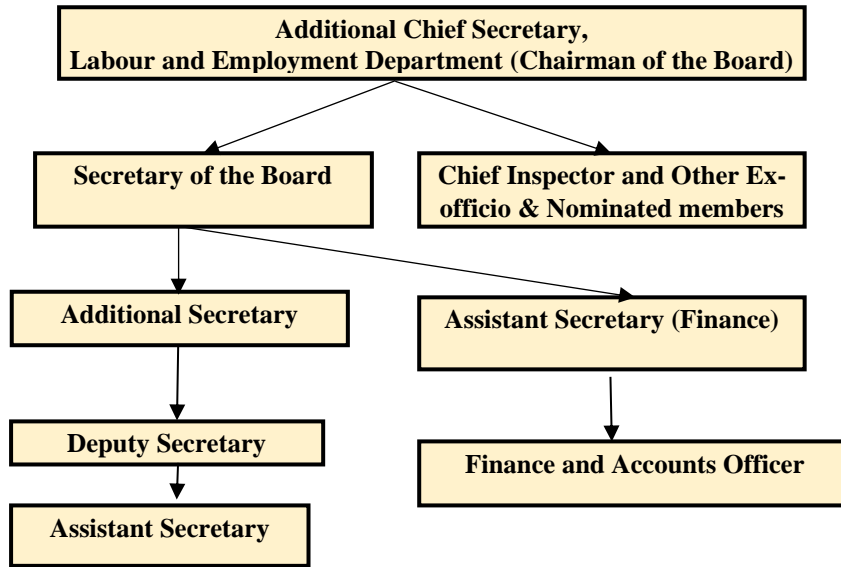 Additional Chief Secretary,
Labour and Employment Department (Chairman of the Board)
Secretary of the Board
Chief Inspector and Other Ex-
officio & Nominated members
Additional Secretary
Assistant Secretary (Finance)
Deputy Secretary
Finance and Accounts Officer
Assistant Secretary